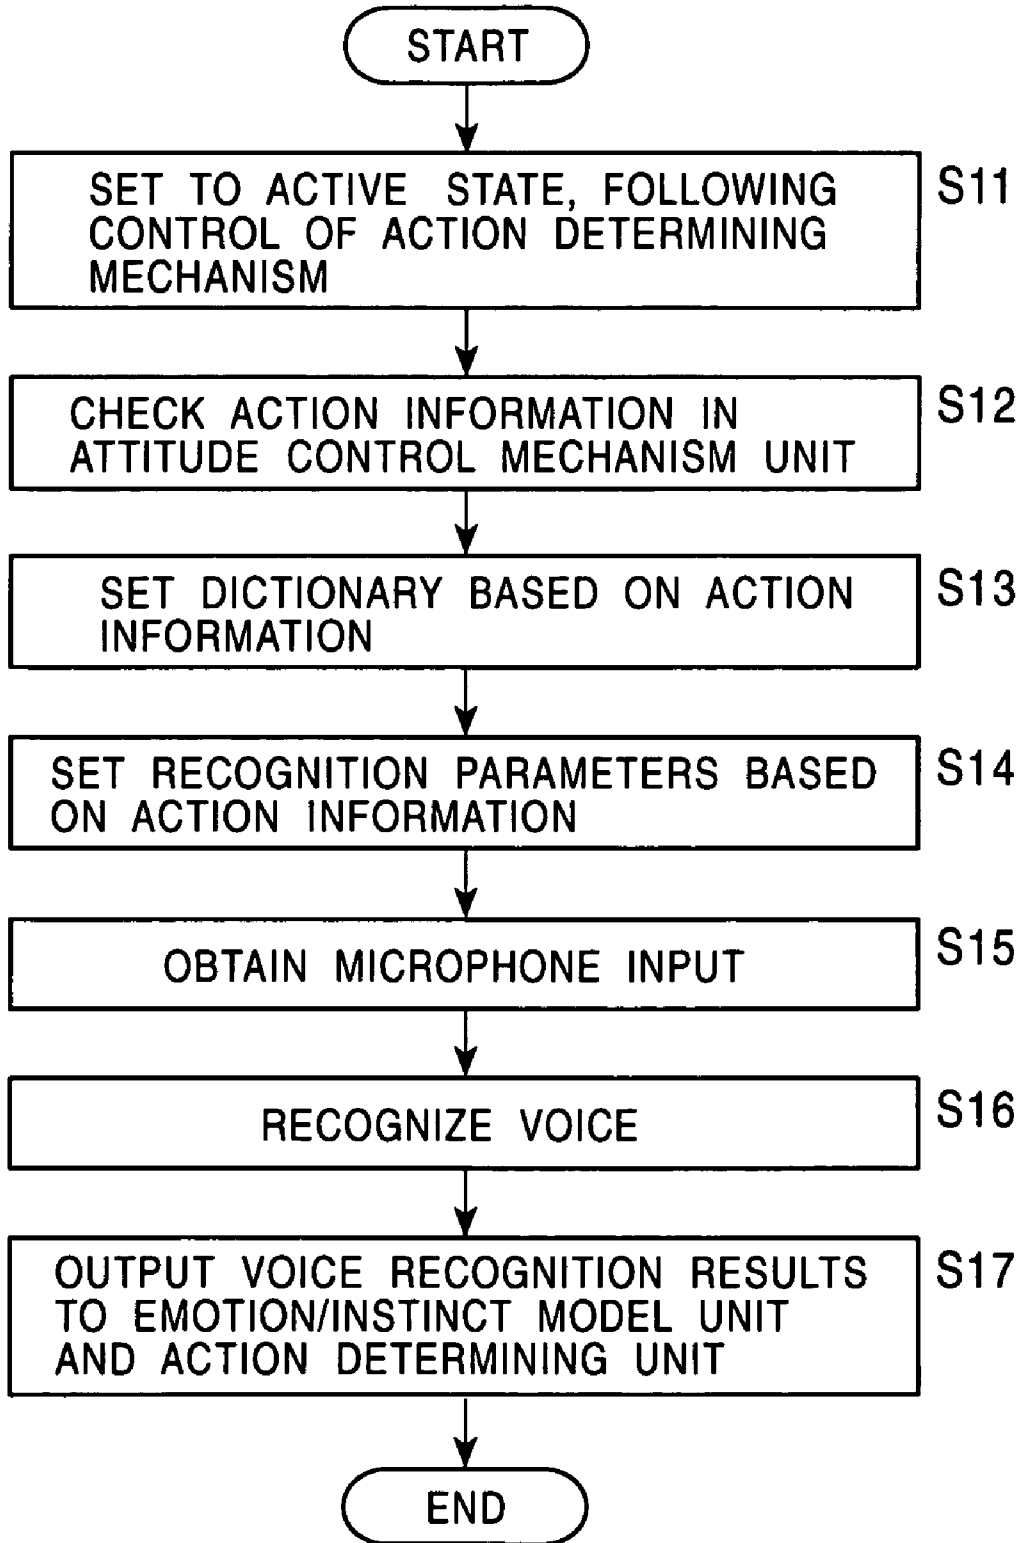 START
SET TO ACTIVE STATE, FOLLOWING
CONTROL OF ACTION DETERMINING
MECHANISM
S11
CHECK ACTION INFORMATION IN
ATTITUDE CONTROL MECHANISM UNIT
S12
SET DICTIONARY BASED ON ACTION
INFORMATION
S13
SET RECOGNITION PARAMETERS BASED
ON ACTION INFORMATION
S14
OBTAIN MICROPHONE INPUT
S15
RECOGNIZE VOICE
S16
OUTPUT VOICE RECOGNITION RESULTS
TO EMOTION/INSTINCT MODEL UNIT
AND ACTION DETERMINING UNIT
S17
END